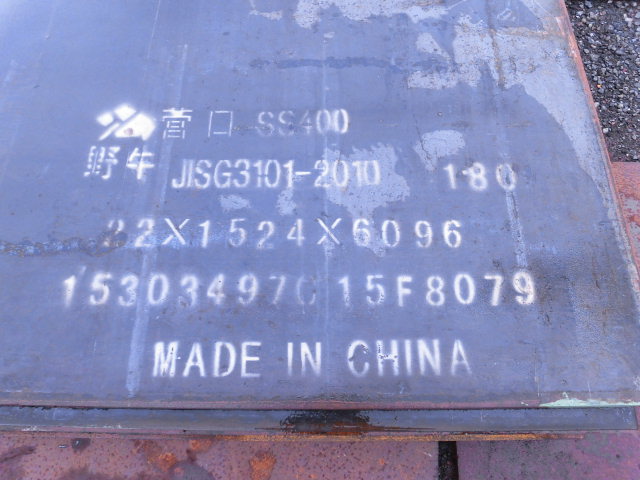 营口 SS400
野牛 JISG3101-2010 180
22X1524X6096
15303497C 15F8079
MADE IN CHINA